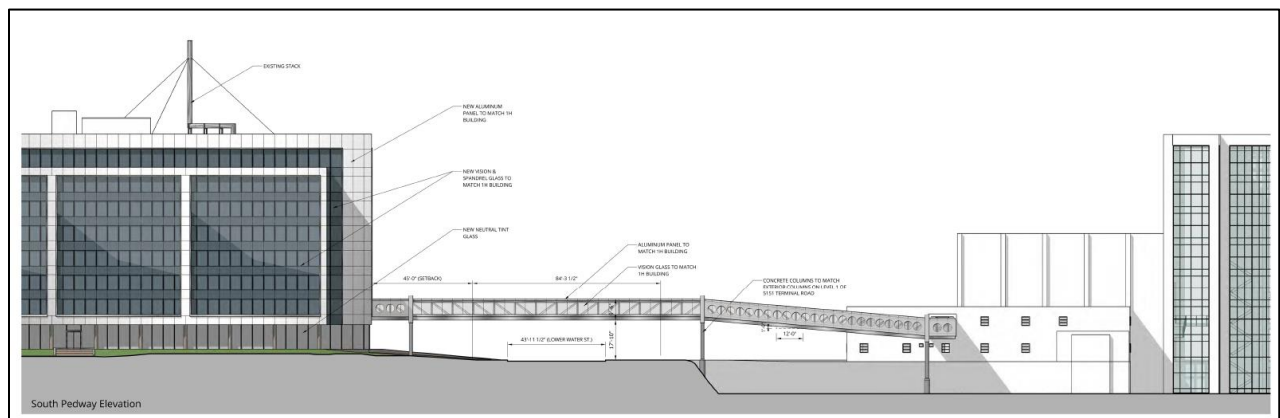 EXISTING STACK
NEW ALUMINUM
PANEL TO MATCH 1H
BUILDING
NEW VISION &
SPANDREL GLASS TO
MATCH 1H BUILDING
NEW NEUTRAL TINT
GLASS
ALUMINUM PANEL TO
MATCH 1H BUILDING
VISION GLASS TO MATCH
1H BUILDING
45'-0" (SETBACK)
84'-3 1/2"
CONCRETE COLUMNS TO MATCH
EXTERIOR COLUMNS ON LEVEL 1 OF
5151 TERMINAL ROAD
12'-0"
17'-10"
43'-11 1/2" (LOWER WATER ST.)
South Pedway Elevation